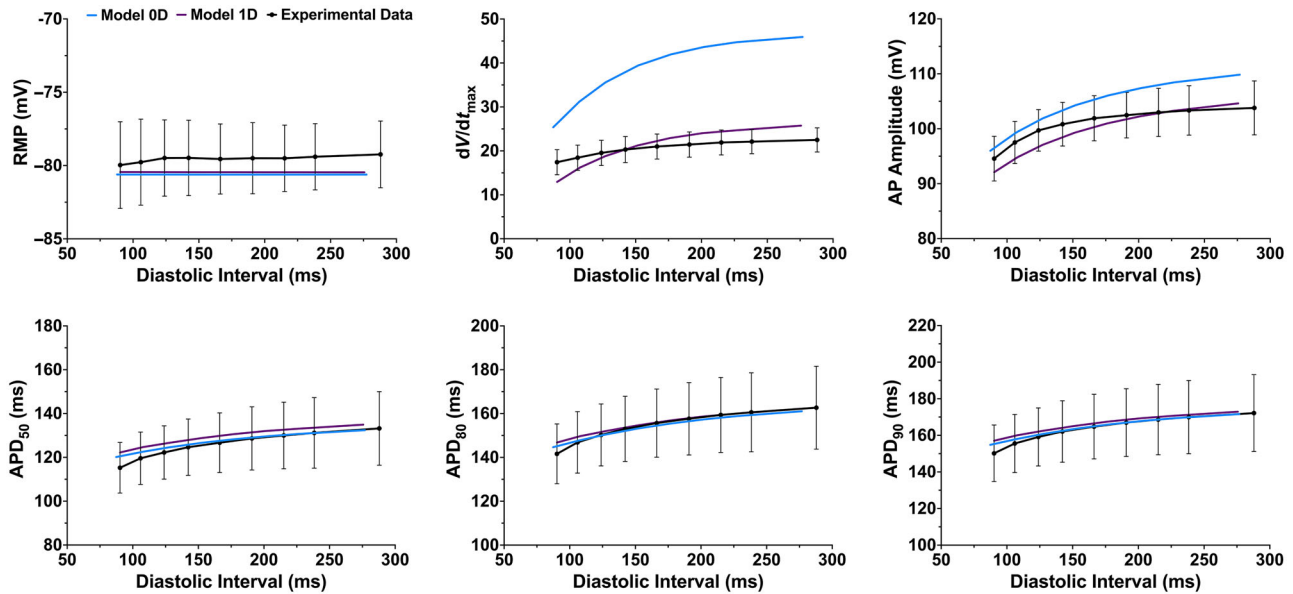 Model 0D Model 1D Experimental Data
RMP (mV)
−70
−75
−80
−85
50 100 150 200 250 300
Diastolic Interval (ms)
dV/dtmax
50
40
30
20
10
0
50 100 150 200 250 300
Diastolic Interval (ms)
AP Amplitude (mV)
120
110
100
90
80
50 100 150 200 250 300
Diastolic Interval (ms)
APD50 (ms)
180
160
140
120
100
80
50 100 150 200 250 300
Diastolic Interval (ms)
APD80 (ms)
200
180
160
140
120
100
50 100 150 200 250 300
Diastolic Interval (ms)
APD90 (ms)
220
200
180
160
140
120
100
50 100 150 200 250 300
Diastolic Interval (ms)